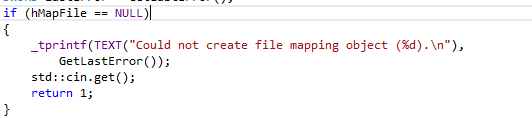 if (hMapFile == NULL)
{
_tprintf(TEXT("Could not create file mapping object (%d).\n"),
GetLastError());
std::cin.get();
return 1;
}